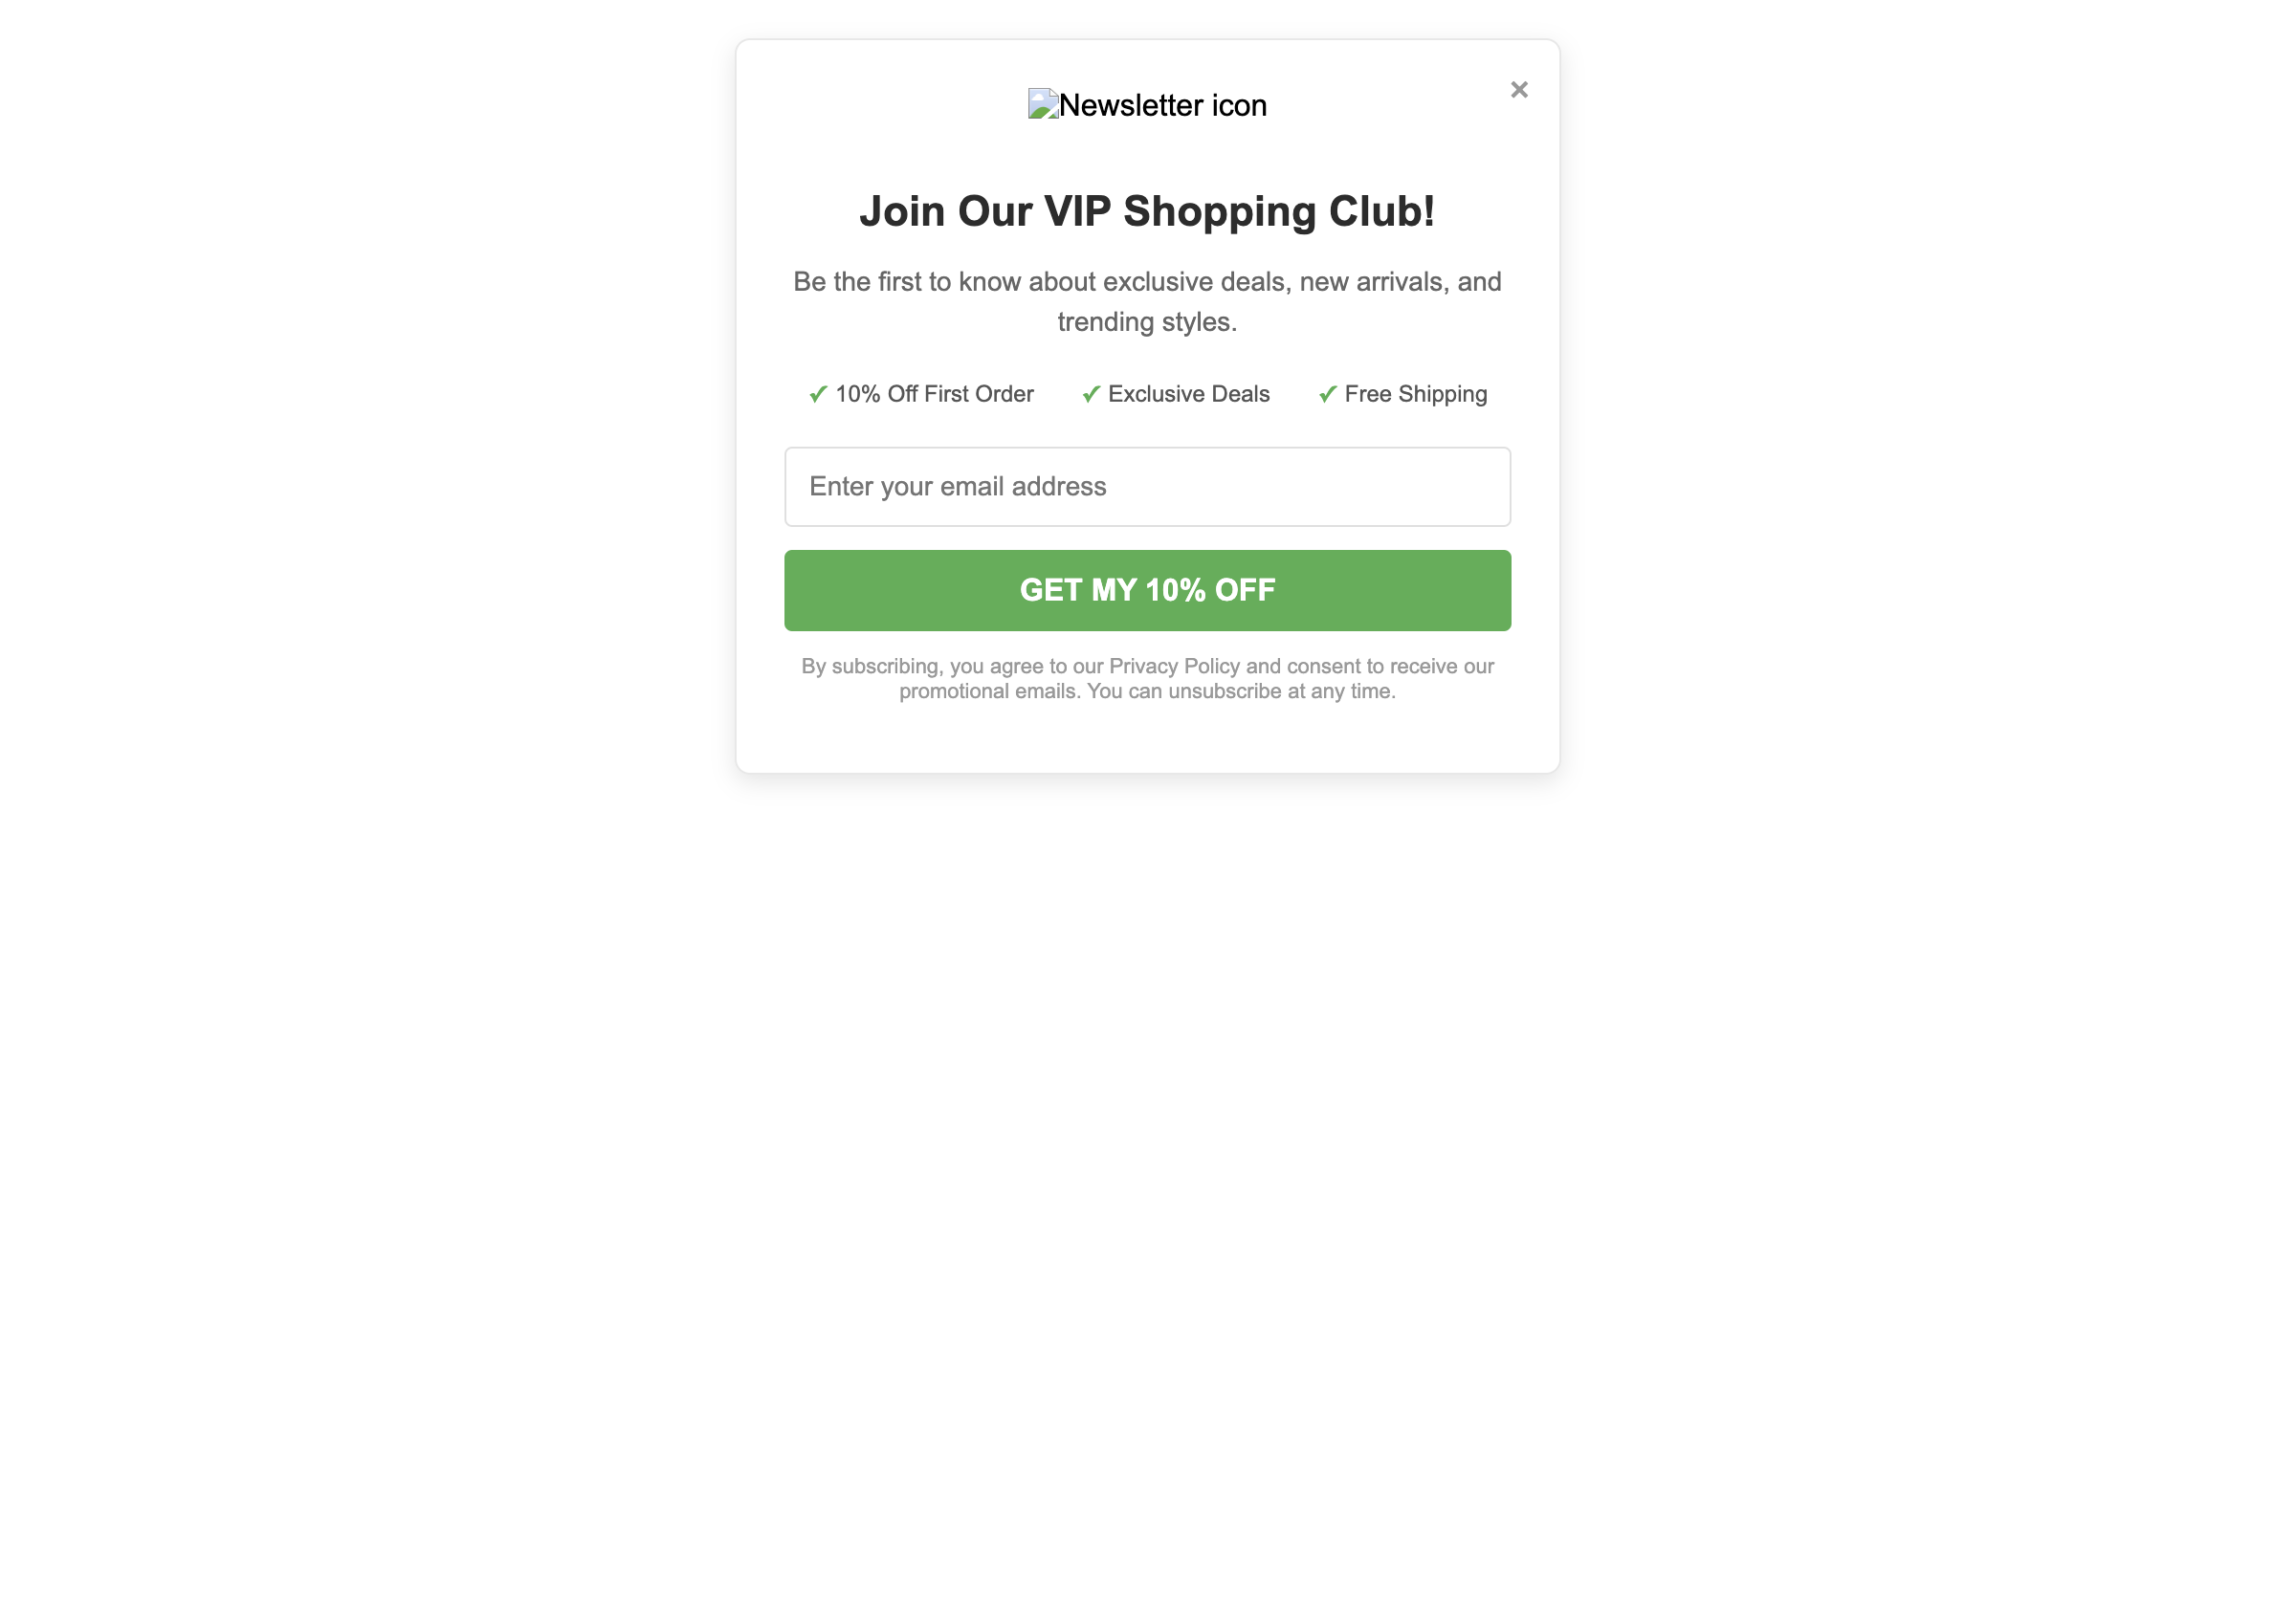 Newsletter icon
×
Join Our VIP Shopping Club!
Be the first to know about exclusive deals, new arrivals, and
trending styles.
✓ 10% Off First Order ✓ Exclusive Deals ✓ Free Shipping
Enter your email address
GET MY 10% OFF
By subscribing, you agree to our Privacy Policy and consent to receive our
promotional emails. You can unsubscribe at any time.